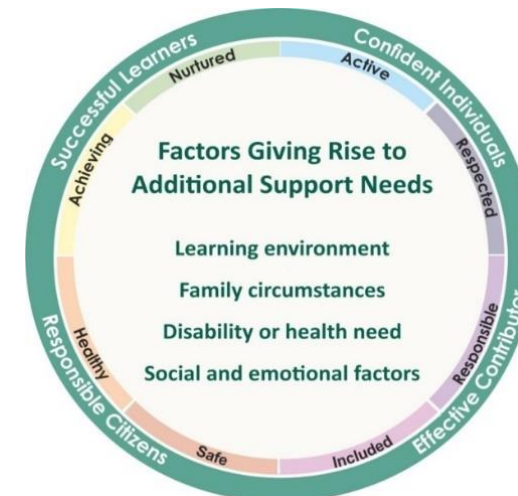 Successful Learners
Confident Individuals
Nurtured
Active
Achieving
Respected
Factors Giving Rise to
Additional Support Needs
Learning environment
Family circumstances
Disability or health need
Social and emotional factors
Healthy
Responsible
Safe
Included
Responsible Citizens
Effective Contributor